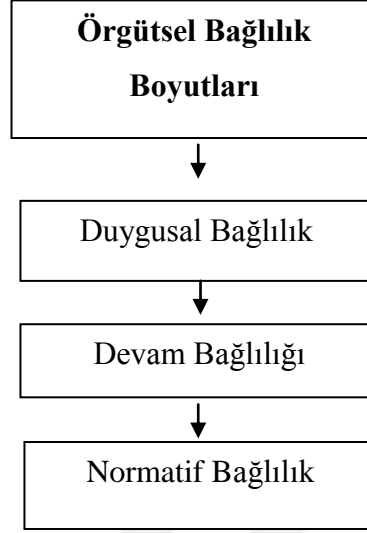 Örgütsel Bağlılık
Boyutları
Duygusal Bağlılık
Devam Bağlılığı
Normatif Bağlılık